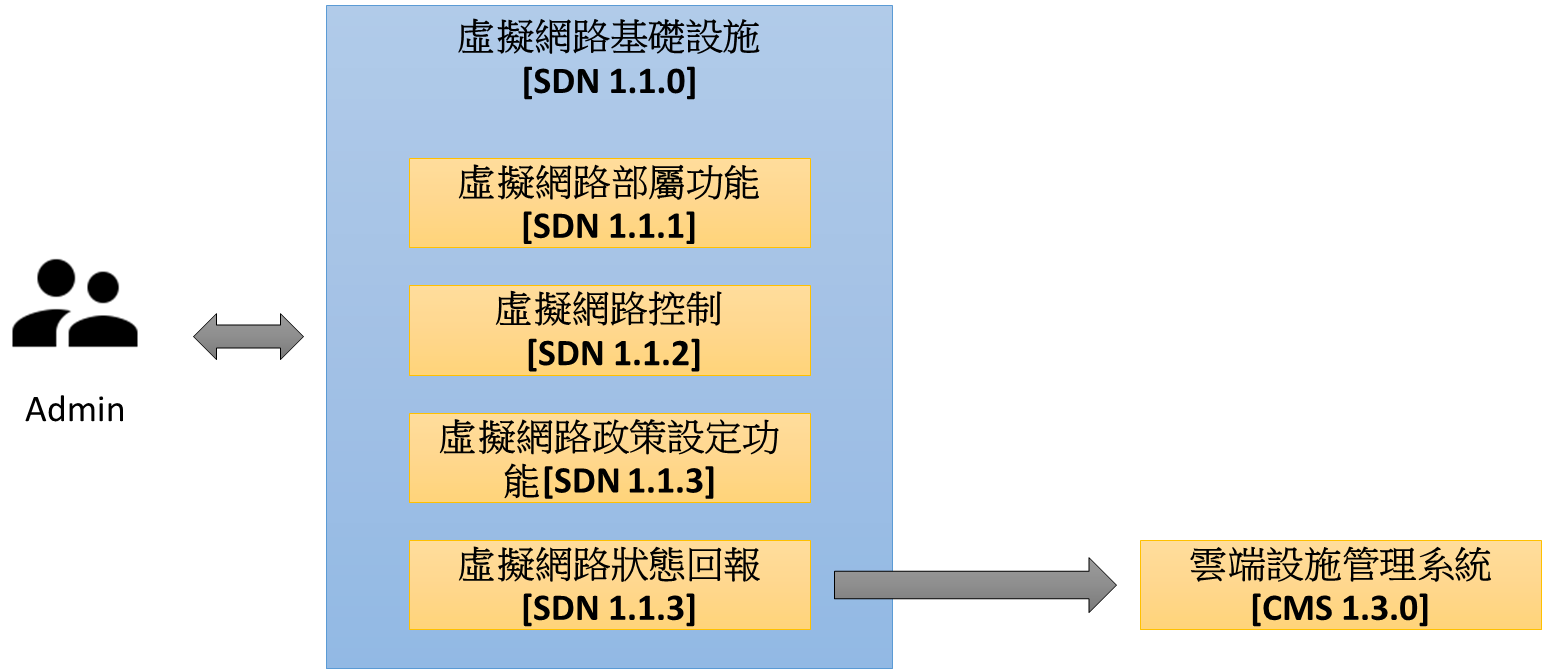 虛擬網路基礎設施
[SDN 1.1.0]
虛擬網路部屬功能
[SDN 1.1.1]
虛擬網路控制
[SDN 1.1.2]
虛擬網路政策設定功
能[SDN 1.1.3]
虛擬網路狀態回報
[SDN 1.1.3]
Admin
雲端設施管理系統
[CMS 1.3.0]